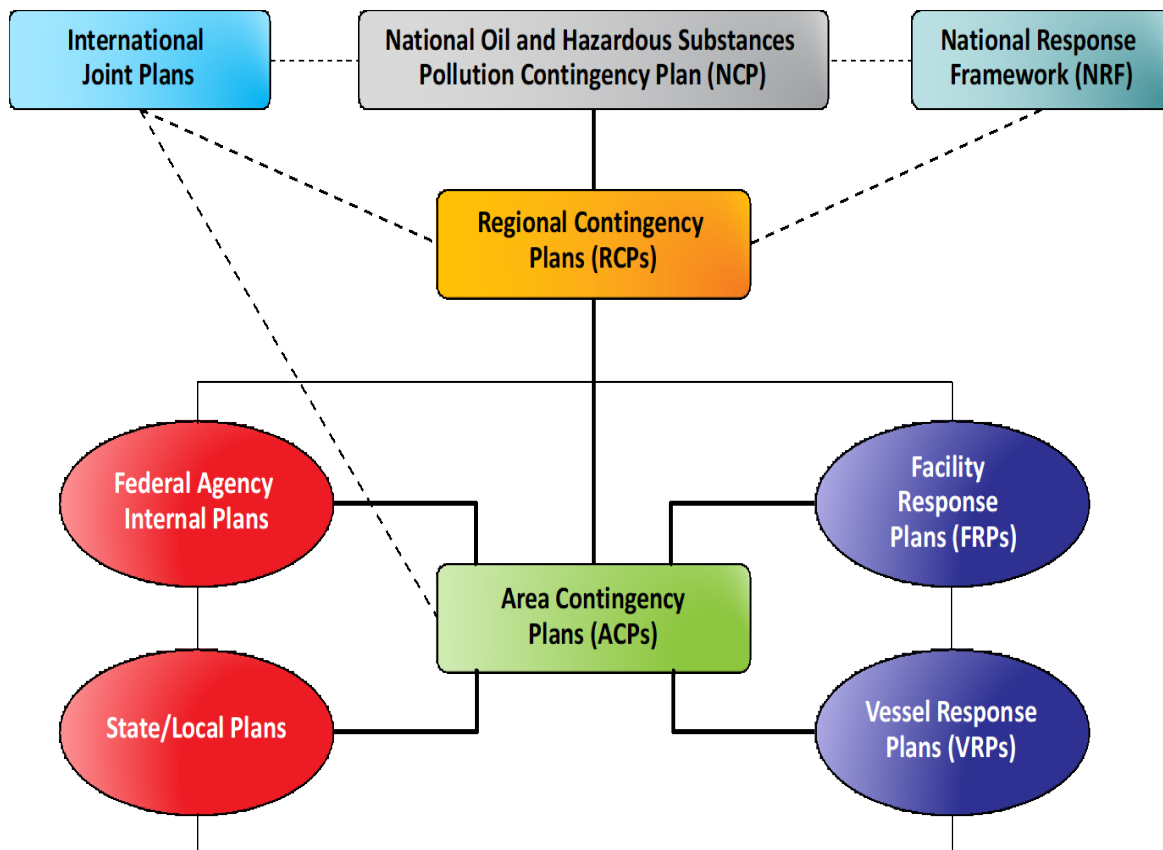 International
Joint Plans
National Oil and Hazardous Substances
Pollution Contingency Plan (NCP)
National Response
Framework (NRF)
Regional Contingency
Plans (RCPs)
Federal Agency
Internal Plans
Facility
Response
Plans (FRPs)
Area Contingency
Plans (ACPs)
State/Local Plans
Vessel Response
Plans (VRPs)